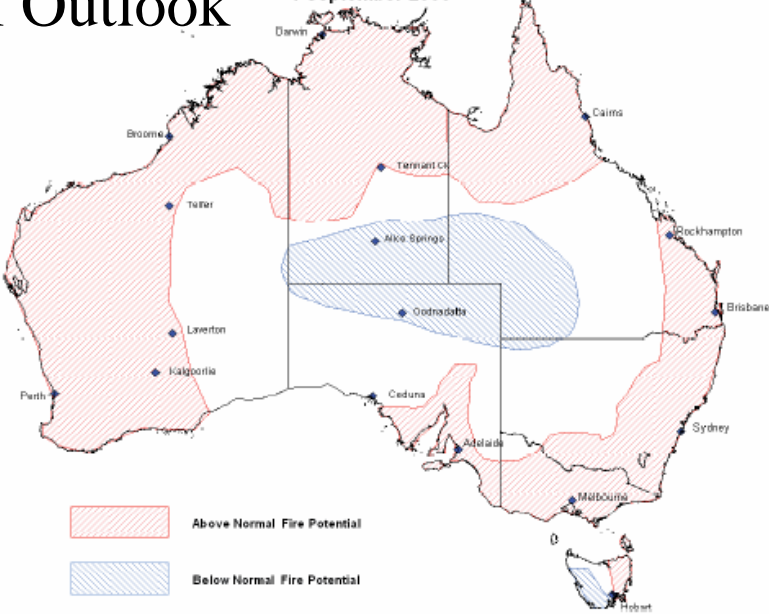 Outlook
Darwin
Cairns
Broome
Tennant Ck
Telfer
Rockhampton
Alice Springs
Oodnadatta
Brisbane
Laverton
Kalgoorlie
Perth
Ceduna
Sydney
Adelaide
Melbourne
Above Normal Fire Potential
Below Normal Fire Potential
Hobart